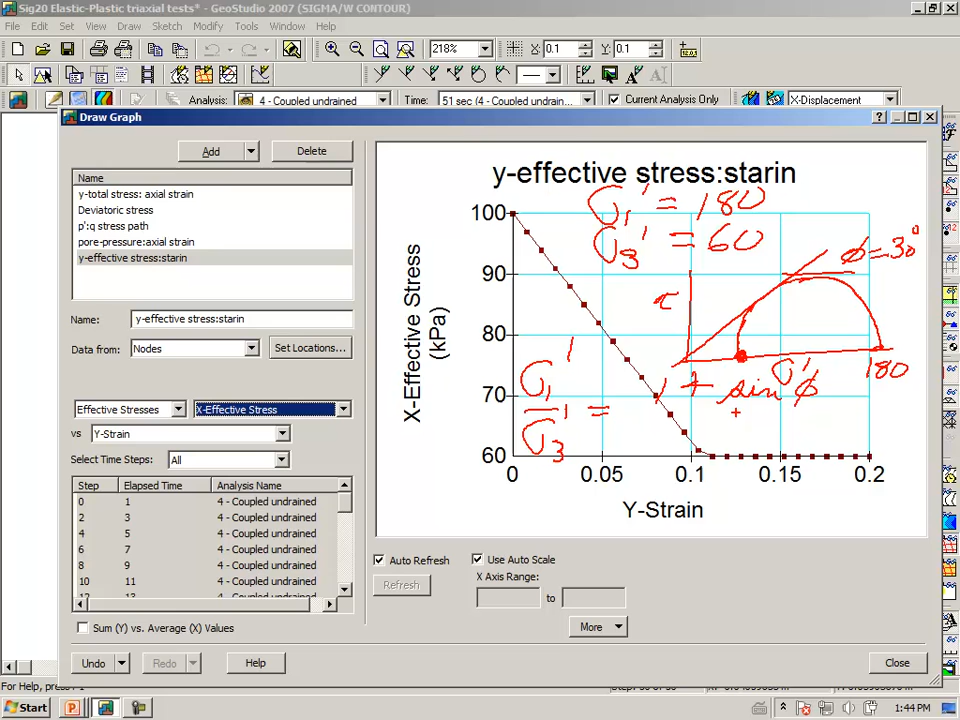 Sig20 Elastic-Plastic triaxial tests* - GeoStudio 2007 (SIGMA/W CONTOUR)
File Edit Set View Draw Sketch Modify Tools Window Help
218% X: 0.1 Y: 0.1
Analysis: 4 - Coupled undrained Time: 51 sec (4 - Coupled undrain... Current Analysis Only X-Displacement
Draw Graph
Add Delete
Name
y-total stress: axial strain
Deviatoric stress
p':q stress path
pore-pressure:axial strain
y-effective stress:starin
Name: y-effective stress:starin
Data from: Nodes Set Locations...
Effective Stresses X-Effective Stress
vs Y-Strain
Select Time Steps: All
Step Elapsed Time Analysis Name
0 1 4 - Coupled undrained
2 3 4 - Coupled undrained
4 5 4 - Coupled undrained
6 7 4 - Coupled undrained
8 9 4 - Coupled undrained
10 11 4 - Coupled undrained
12 13 4 - Coupled undrained
Sum (Y) vs. Average (X) Values
Undo Redo Help
y-effective stress:starin
σ1' = 180
σ3' = 60
τ
ϕ = 30°
σ'
180
σ1' / σ3' = 1 + sin ϕ
X-Effective Stress
(kPa)
100
90
80
70
60
0 0.05 0.1 0.15 0.2
Y-Strain
Auto Refresh Use Auto Scale
Refresh
X Axis Range:
to
More
Close
For Help, press F1
Start 1:44 PM